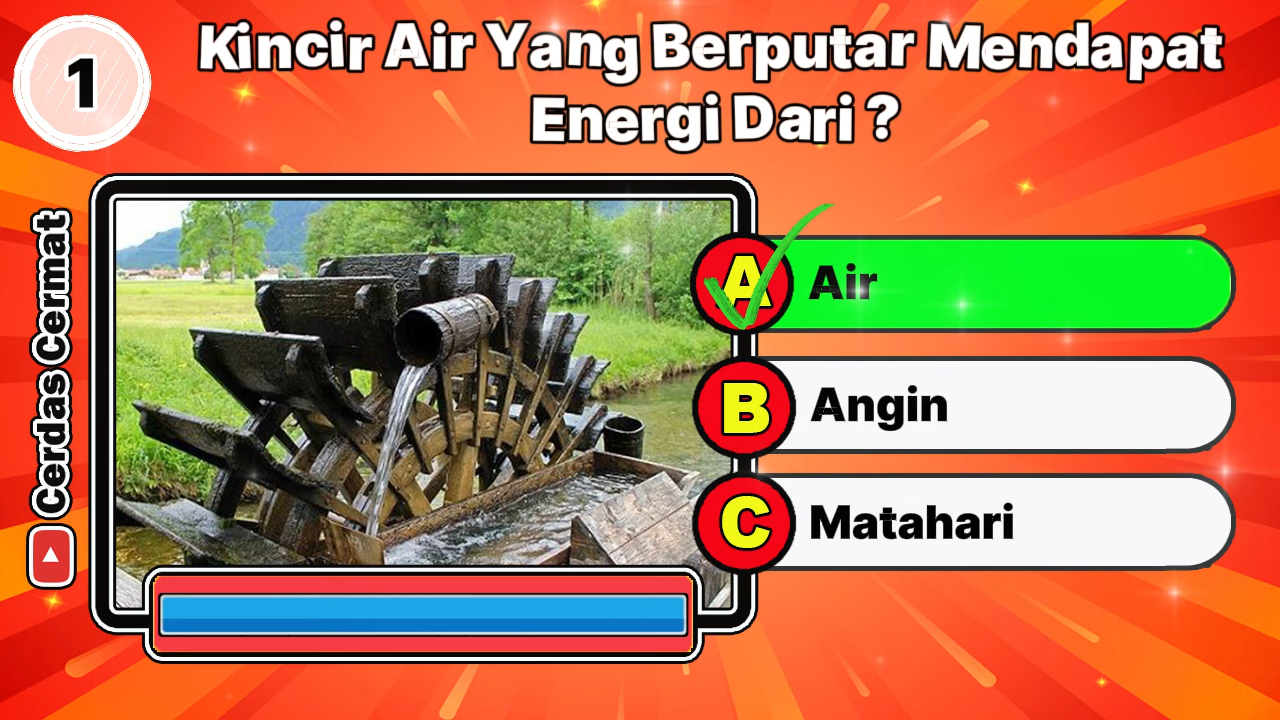 1
Kincir Air Yang Berputar Mendapat
Energi Dari ?
Cerdas Cermat
A Air
B Angin
C Matahari